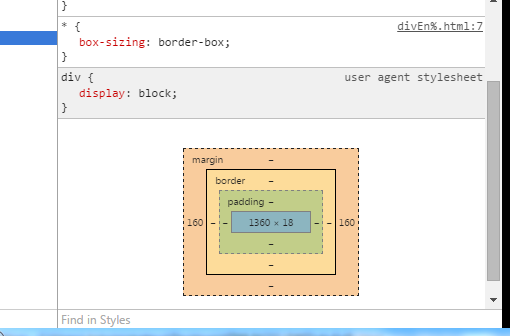 }
* { divEn%.html:7
box-sizing: border-box;
}
div { user agent stylesheet
display: block;
}
margin –
border –
padding –
160 – – 1360 × 18 – – 160
–
–
–
Find in Styles